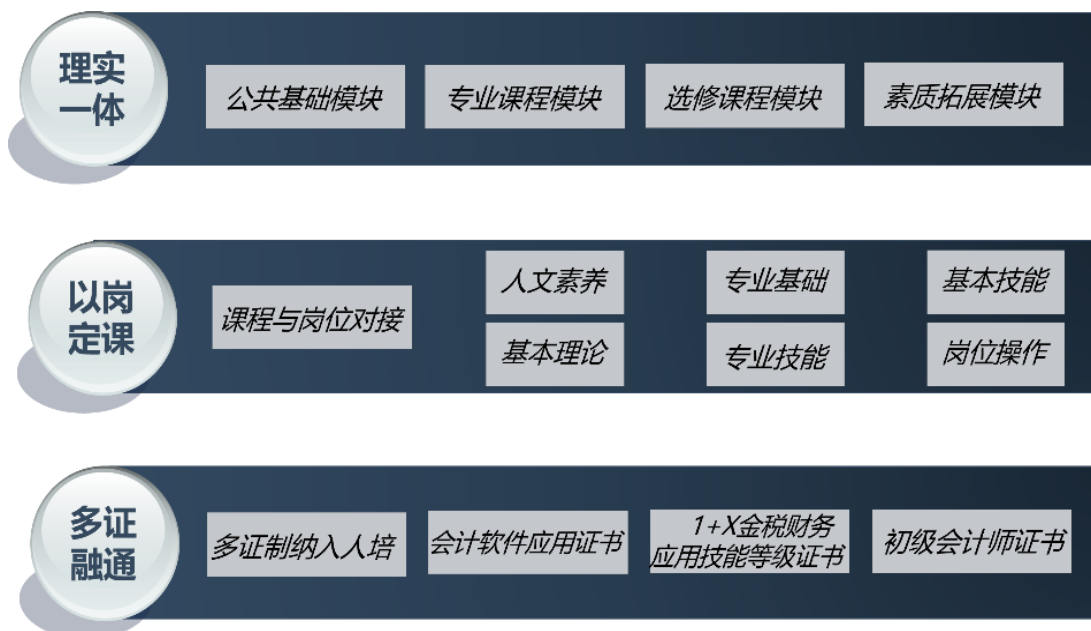 理实
一体
公共基础模块
专业课程模块
选修课程模块
素质拓展模块
以岗
定课
课程与岗位对接
人文素养
专业基础
基本技能
基本理论
专业技能
岗位操作
多证
融通
多证制纳入人培
会计软件应用证书
1+X金税财务
应用技能等级证书
初级会计师证书